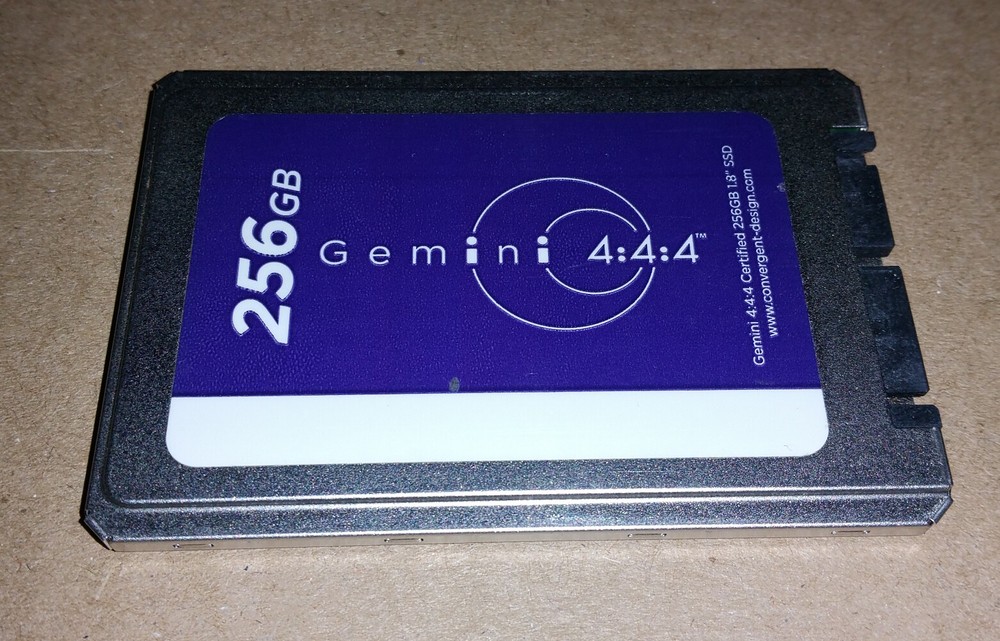 256GB
Gemini 4:4:4™
Gemini 4:4:4 Certified 256GB 1.8" SSD
www.convergent-design.com